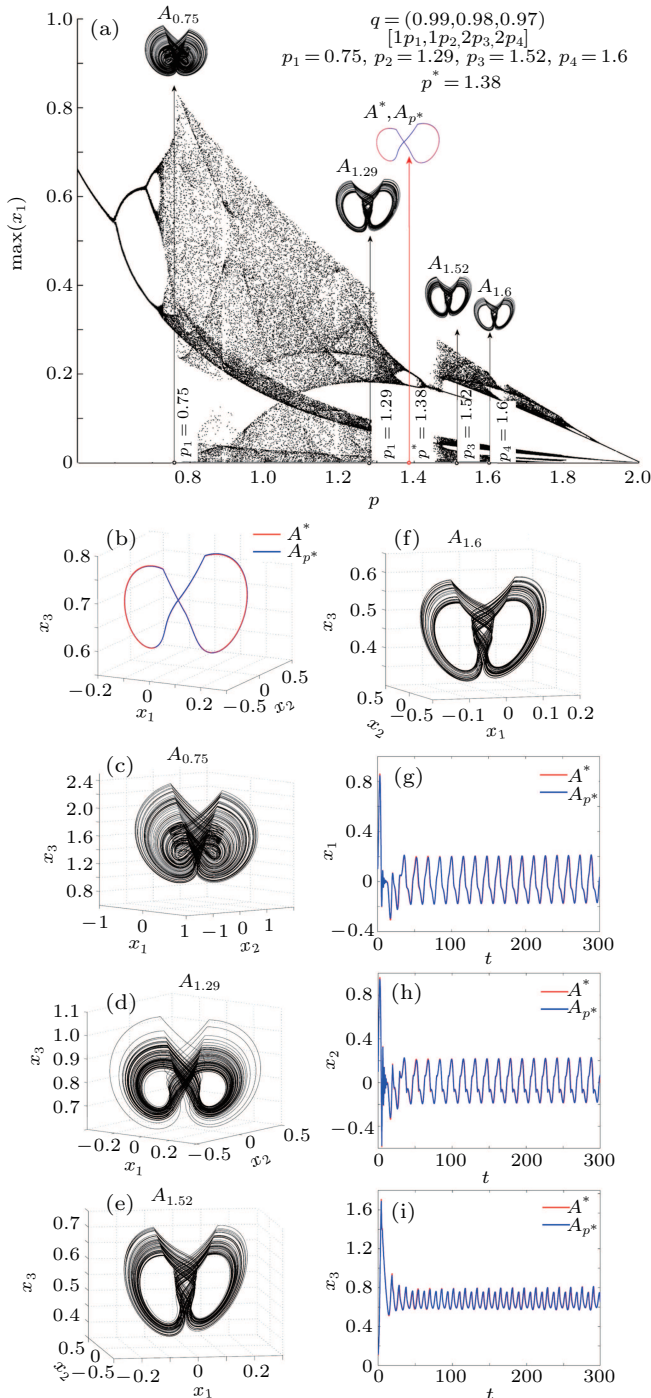 (a)
A0.75
q = (0.99,0.98,0.97)
[1p1,1p2,2p3,2p4]
p1 = 0.75, p2 = 1.29, p3 = 1.52, p4 = 1.6
p* = 1.38
A*, Ap*
A1.29
A1.52
A1.6
max(x1)
1.0
0.8
0.6
0.4
0.2
0
p1 = 0.75
p1 = 1.29
p* = 1.38
p3 = 1.52
p4 = 1.6
0.8 1.0 1.2 1.4 1.6 1.8 2.0
p
(b)
A*
Ap*
x3
0.8
0.7
0.6
−0.2 0 0.2
x1
−0.5 0 0.5
x2
(f)
A1.6
x3
0.6
0.5
0.4
0.3
0.5 0 −0.5
x2
−0.1 0 0.1 0.2
x1
(c)
A0.75
x3
2.4
2.0
1.6
1.2
0.8
−1 0 1
x1
−1 0 1
x2
(g)
A*
Ap*
x1
0.8
0.4
0
−0.4
0 100 200 300
t
(d)
A1.29
x3
1.1
1.0
0.9
0.8
0.7
−0.2 0 0.2
x1
−0.5 0 0.5
x2
(h)
A*
Ap*
x2
0.8
0.4
0
−0.4
0 100 200 300
t
(e)
A1.52
x3
0.7
0.6
0.5
0.4
0.5 0 −0.5
x2
−0.2 0 0.2
x1
(i)
A*
Ap*
x3
1.6
1.2
0.8
0.4
0
0 100 200 300
t